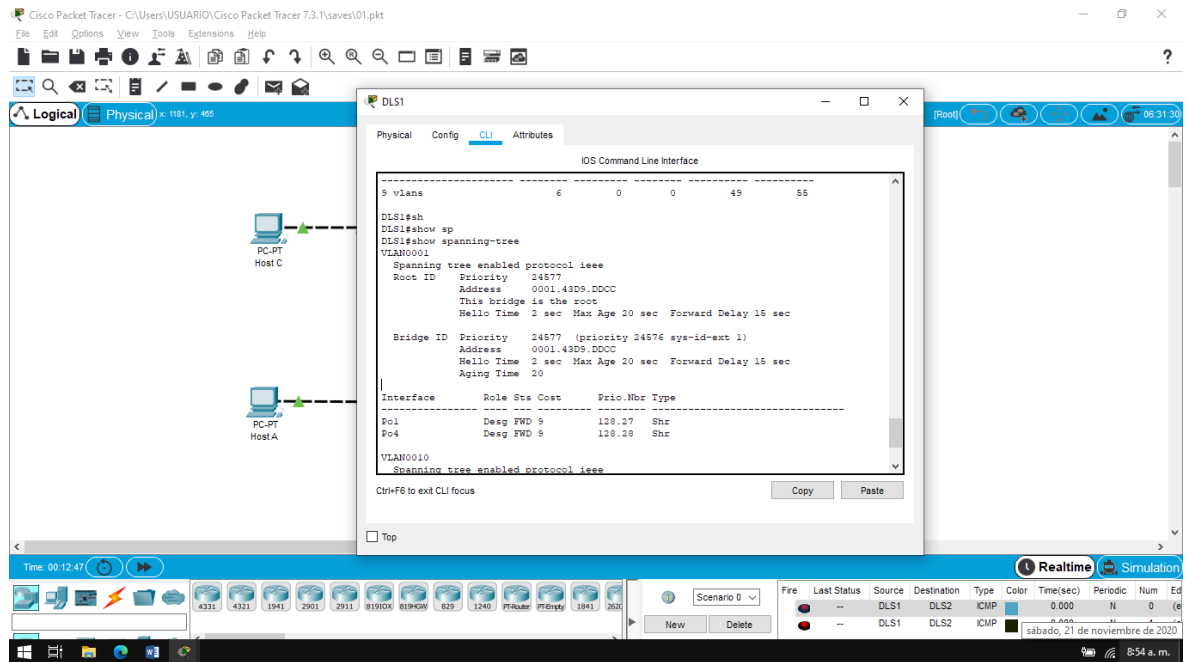 Cisco Packet Tracer - C:\Users\USUARIO\Cisco Packet Tracer 7.3.1\saves\01.pkt
File Edit Options View Tools Extensions Help
?
Logical Physical x: 1181, y: 465 [Root] 06:31:30
DLS1
Physical Config CLI Attributes
IOS Command Line Interface
---------------------- -------- --------- -------- ---------- ----------
9 vlans 6 0 0 49 55
DLS1#sh
DLS1#show sp
DLS1#show spanning-tree
VLAN0001
Spanning tree enabled protocol ieee
Root ID Priority 24577
Address 0001.43D9.DDCC
This bridge is the root
Hello Time 2 sec Max Age 20 sec Forward Delay 15 sec
Bridge ID Priority 24577 (priority 24576 sys-id-ext 1)
Address 0001.43D9.DDCC
Hello Time 2 sec Max Age 20 sec Forward Delay 15 sec
Aging Time 20
Interface Role Sts Cost Prio.Nbr Type
---------------- ---- --- --------- -------- --------------------------------
Po1 Desg FWD 9 128.27 Shr
Po4 Desg FWD 9 128.28 Shr
VLAN0010
Spanning tree enabled protocol ieee
Ctrl+F6 to exit CLI focus
Copy Paste
Top
PC-PT
Host C
PC-PT
Host A
Time: 00:12:47
Realtime Simulation
4331 4321 1941 2901 2911 819IOX 819HGW 829 1240 PT-Router PT-Empty 1841 262
Scenario 0
New Delete
Fire Last Status Source Destination Type Color Time(sec) Periodic Num Ed
-- DLS1 DLS2 ICMP 0.000 N 0 (e
-- DLS1 DLS2 ICMP
sábado, 21 de noviembre de 2020
8:54 a. m.